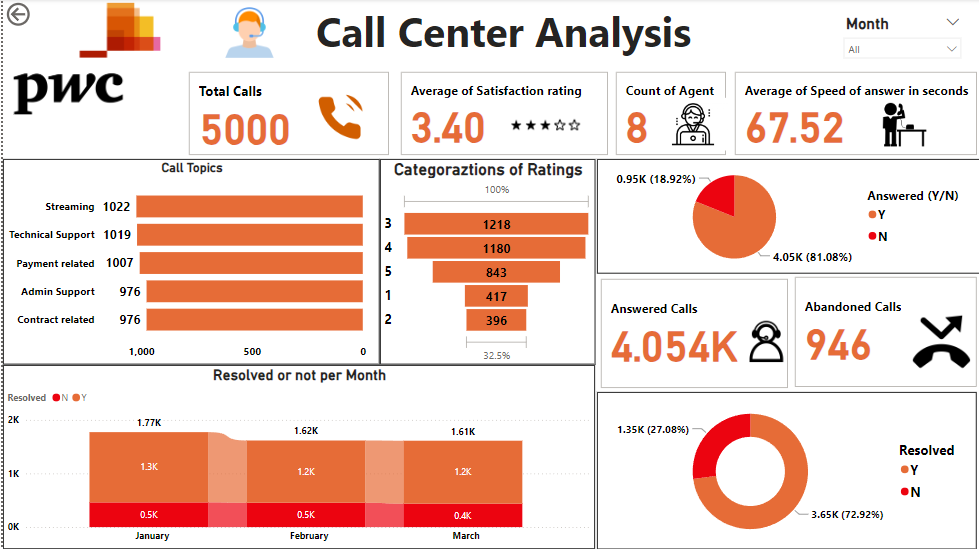 Call Center Analysis
Month
All
pwc
Total Calls
5000
Average of Satisfaction rating
3.40
Count of Agent
8
Average of Speed of answer in seconds
67.52
Call Topics
Streaming 1022
Technical Support 1019
Payment related 1007
Admin Support 976
Contract related 976
1,000 500 0
Categoraztions of Ratings
100%
3 1218
4 1180
5 843
1 417
2 396
32.5%
0.95K (18.92%)
4.05K (81.08%)
Answered (Y/N)
Y
N
Answered Calls
4.054K
Abandoned Calls
946
Resolved or not per Month
Resolved N Y
2K
1K
0K
1.77K 1.62K 1.61K
1.3K 1.2K 1.2K
0.5K 0.5K 0.4K
January February March
1.35K (27.08%)
3.65K (72.92%)
Resolved
Y
N